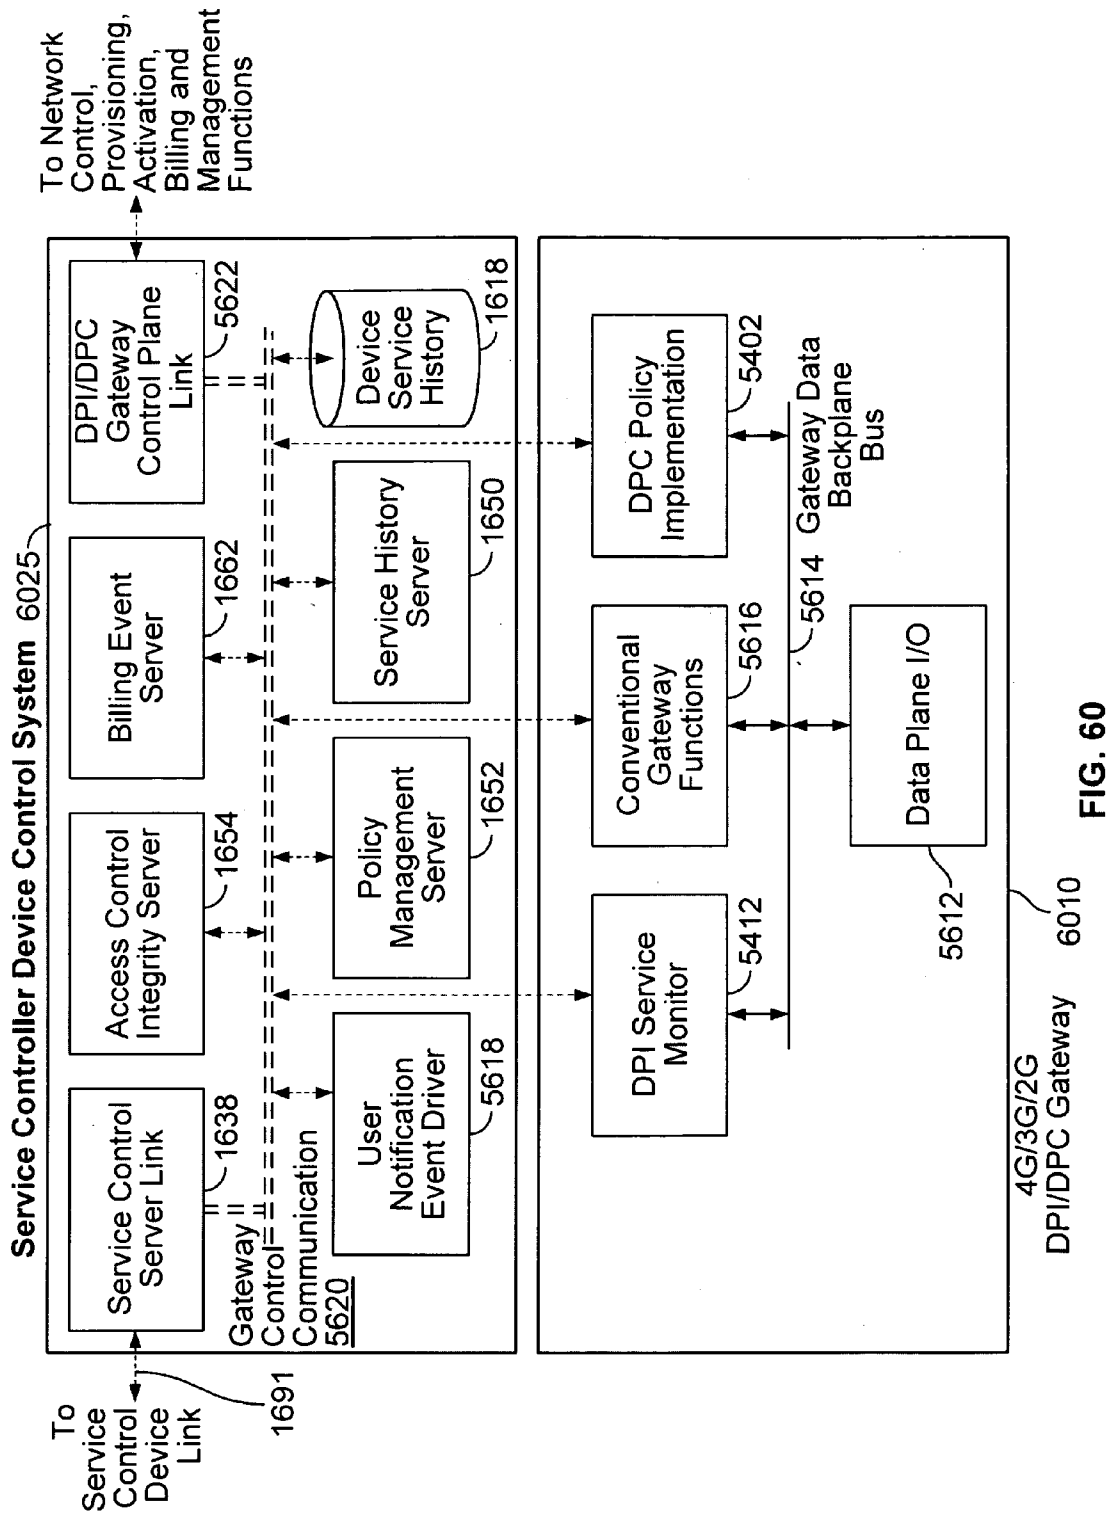 Service Controller Device Control System 6025
To
Service
Control
Device
Link
1691
Service Control
Server Link
1638
Access Control
Integrity Server
1654
Billing Event
Server
1662
DPI/DPC
Gateway
Control Plane
Link
5622
To Network
Control,
Provisioning,
Activation,
Billing and
Management
Functions
Gateway
Control
Communication
5620
User
Notification
Event Driver
5618
Policy
Management
Server
1652
Service History
Server
1650
Device
Service
History
1618
DPI Service
Monitor
5412
Conventional
Gateway
Functions
5616
DPC Policy
Implementation
5402
5614
Gateway Data
Backplane
Bus
Data Plane I/O
5612
4G/3G/2G
DPI/DPC Gateway
6010
FIG. 60